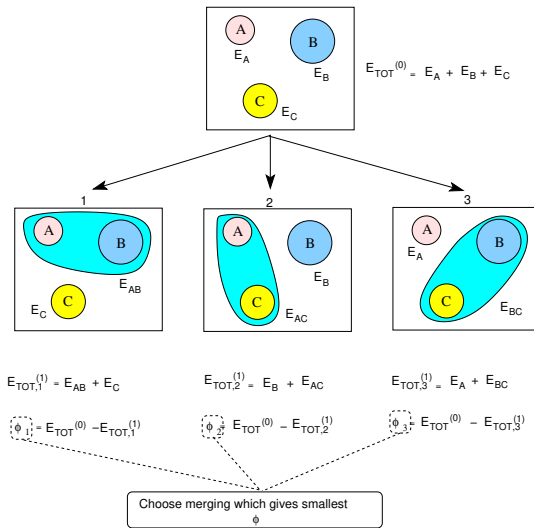 A
B
E_A
E_B
C
E_C
E_TOT^(0) = E_A + E_B + E_C
1
2
3
A
B
E_AB
C
E_C
A
B
E_B
C
E_AC
A
E_A
B
C
E_BC
E_TOT,1^(1) = E_AB + E_C
E_TOT,2^(1) = E_B + E_AC
E_TOT,3^(1) = E_A + E_BC
ϕ_1 = E_TOT^(0) − E_TOT,1^(1)
ϕ_2 = E_TOT^(0) − E_TOT,2^(1)
ϕ_3 = E_TOT^(0) − E_TOT,3^(1)
Choose merging which gives smallest
ϕ